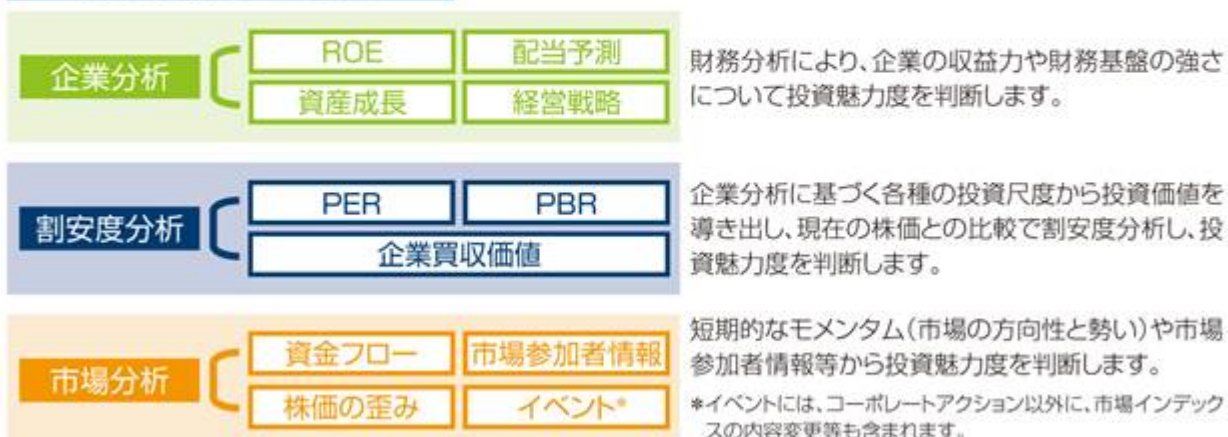 企業分析
ROE
配当予測
資産成長
経営戦略
財務分析により、企業の収益力や財務基盤の強さ
について投資魅力度を判断します。
割安度分析
PER
PBR
企業買収価値
企業分析に基づく各種の投資尺度から投資価値を
導き出し、現在の株価との比較で割安度分析し、投
資魅力度を判断します。
市場分析
資金フロー
市場参加者情報
株価の歪み
イベント*
短期的なモメンタム(市場の方向性と勢い)や市場
参加者情報等から投資魅力度を判断します。
*イベントには、コーポレートアクション以外に、市場インデック
スの内容変更等も含まれます。